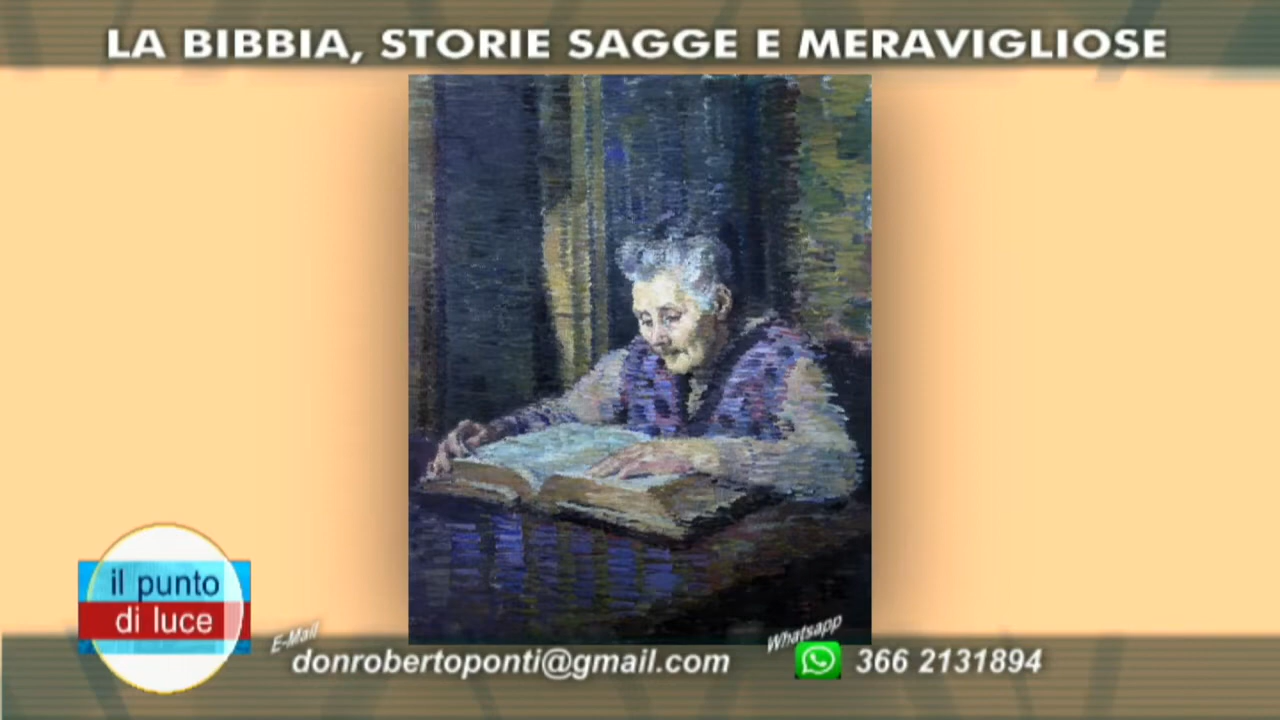 LA BIBBIA, STORIE SAGGE E MERAVIGLIOSE
il punto
di luce
E-Mail
donrobertoponti@gmail.com
Whatsapp
366 2131894